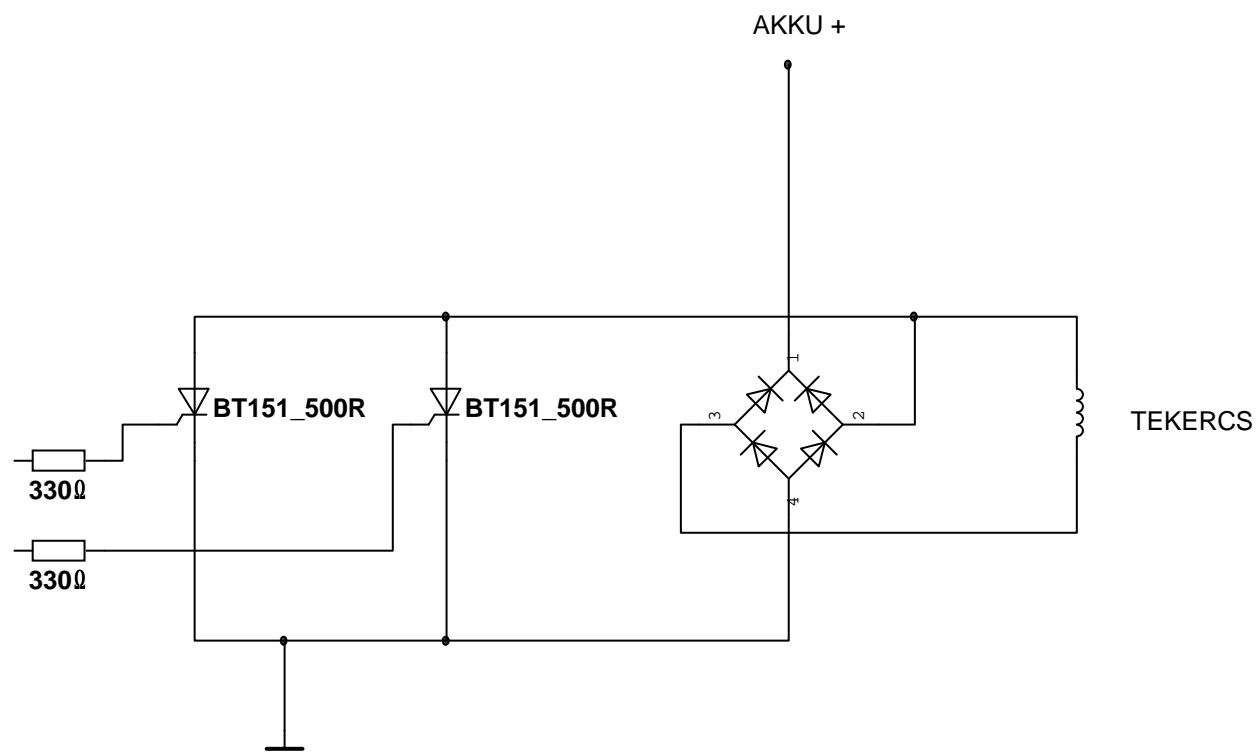 AKKU +
1
BT151_500R
BT151_500R
3
2
TEKERCS
330Ω
4
330Ω